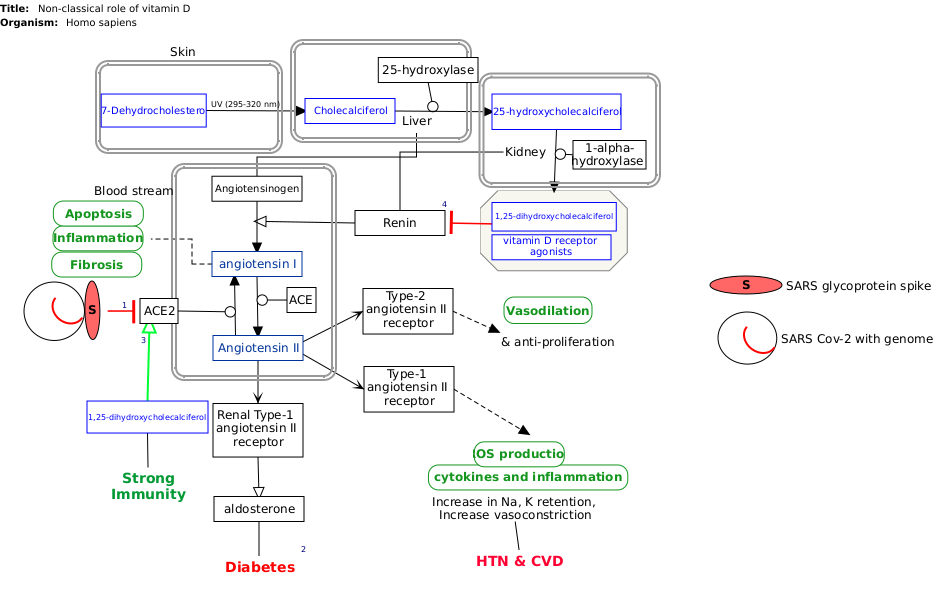 Title: Non-classical role of vitamin D
Organism: Homo sapiens
Skin
25-hydroxylase
7-Dehydrocholestero
UV (295-320 nm)
Cholecalciferol
Liver
25-hydroxycholecalciferol
Kidney
1-alpha-
hydroxylase
Blood stream
Angiotensinogen
Renin
4
1,25-dihydroxycholecalciferol
vitamin D receptor
agonists
Apoptosis
Inflammation
Fibrosis
angiotensin I
S
1
ACE2
ACE
3
Angiotensin II
Type-2
angiotensin II
receptor
Vasodilation
& anti-proliferation
S
SARS glycoprotein spike
SARS Cov-2 with genome
Type-1
angiotensin II
receptor
1,25-dihydroxycholecalciferol
Renal Type-1
angiotensin II
receptor
Strong
Immunity
OS productio
cytokines and inflammation
Increase in Na, K retention,
Increase vasoconstriction
aldosterone
2
Diabetes
HTN & CVD